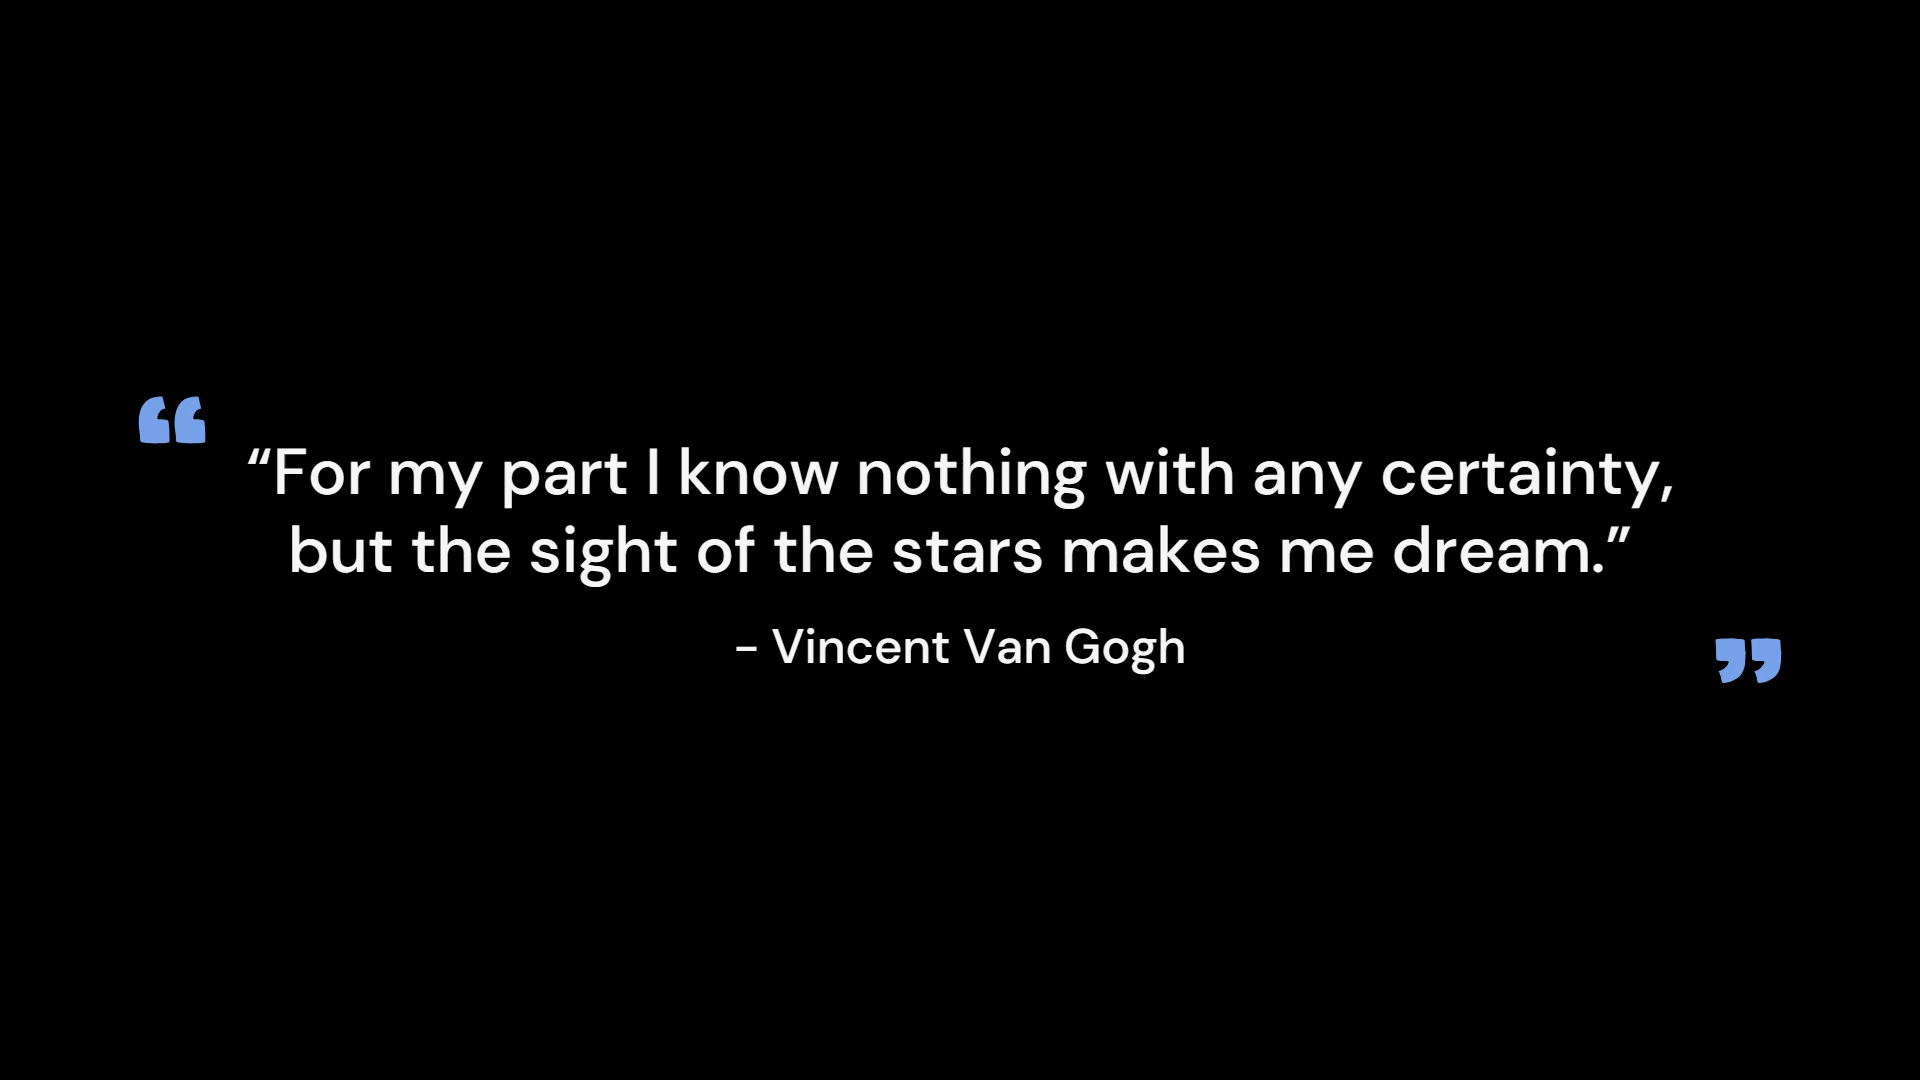 “For my part I know nothing with any certainty,
but the sight of the stars makes me dream.”
- Vincent Van Gogh